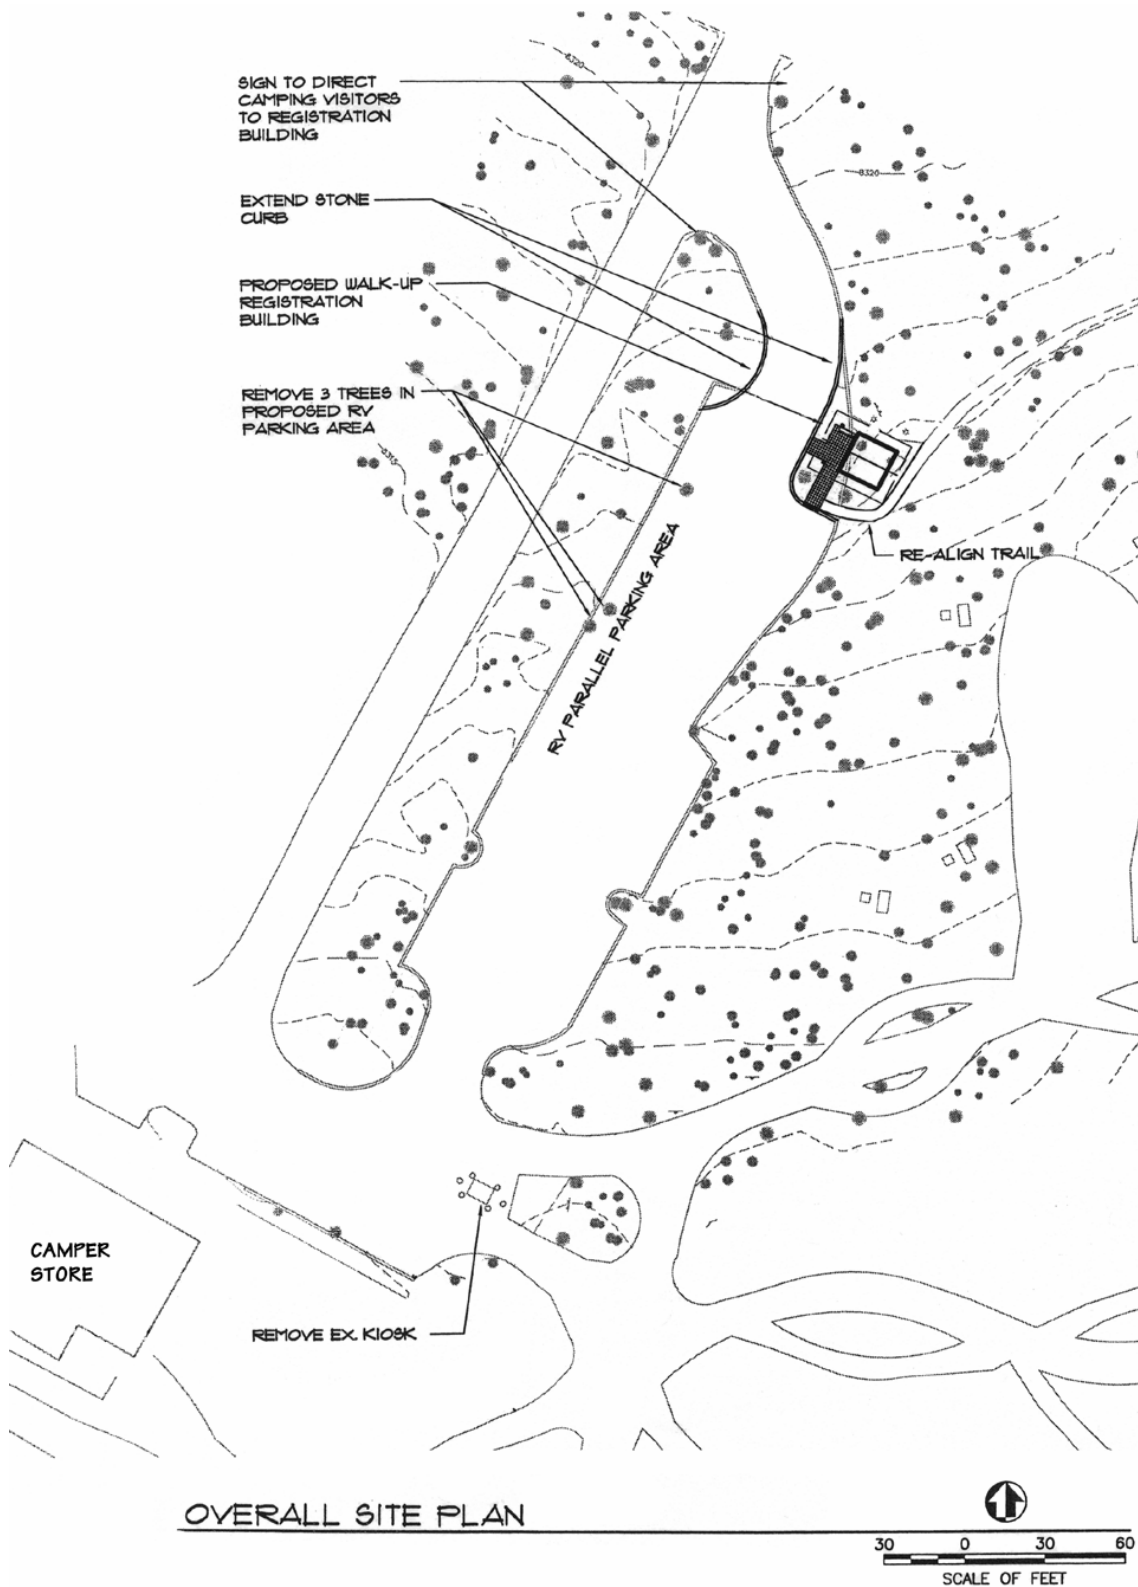 SIGN TO DIRECT
CAMPING VISITORS
TO REGISTRATION
BUILDING
8320
EXTEND STONE
CURB
PROPOSED WALK-UP
REGISTRATION
BUILDING
REMOVE 3 TREES IN
PROPOSED RV
PARKING AREA
RV PARALLEL PARKING AREA
RE-ALIGN TRAIL
CAMPER
STORE
REMOVE EX. KIOSK
OVERALL SITE PLAN
30 0 30 60
SCALE OF FEET